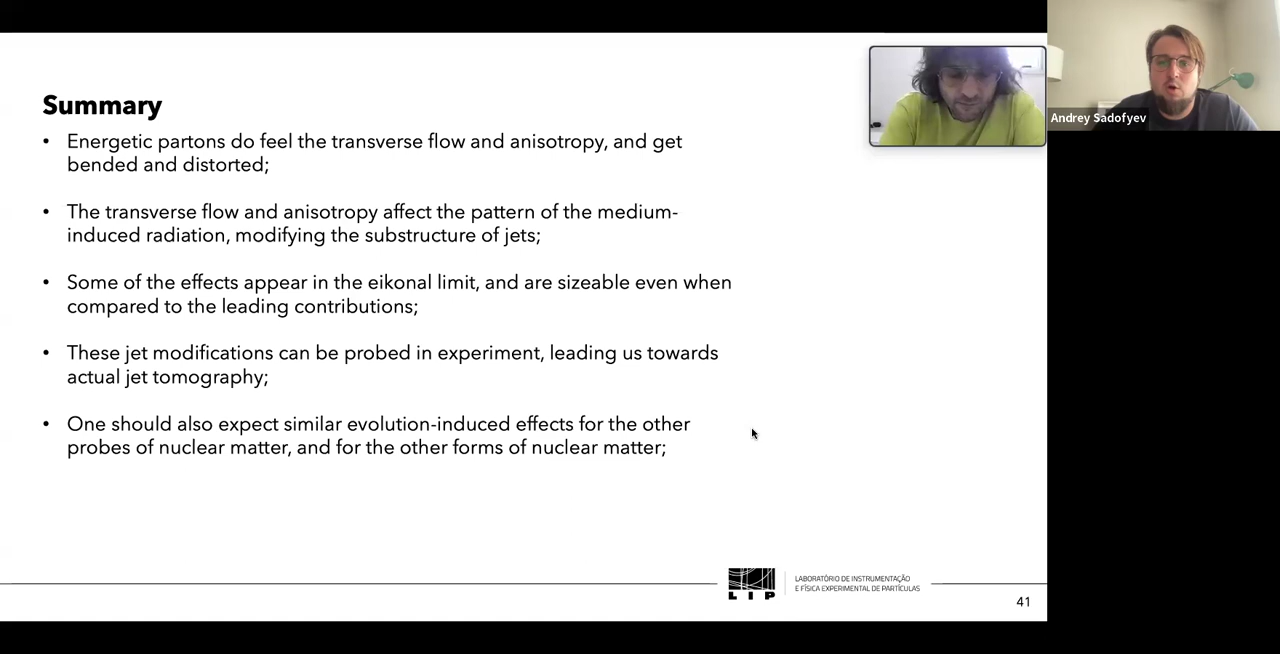 Summary
• Energetic partons do feel the transverse flow and anisotropy, and get
bended and distorted;
• The transverse flow and anisotropy affect the pattern of the medium-
induced radiation, modifying the substructure of jets;
• Some of the effects appear in the eikonal limit, and are sizeable even when
compared to the leading contributions;
• These jet modifications can be probed in experiment, leading us towards
actual jet tomography;
• One should also expect similar evolution-induced effects for the other
probes of nuclear matter, and for the other forms of nuclear matter;
Andrey Sadofyev
LIP
LABORATÓRIO DE INSTRUMENTAÇÃO
E FÍSICA EXPERIMENTAL DE PARTÍCULAS
41